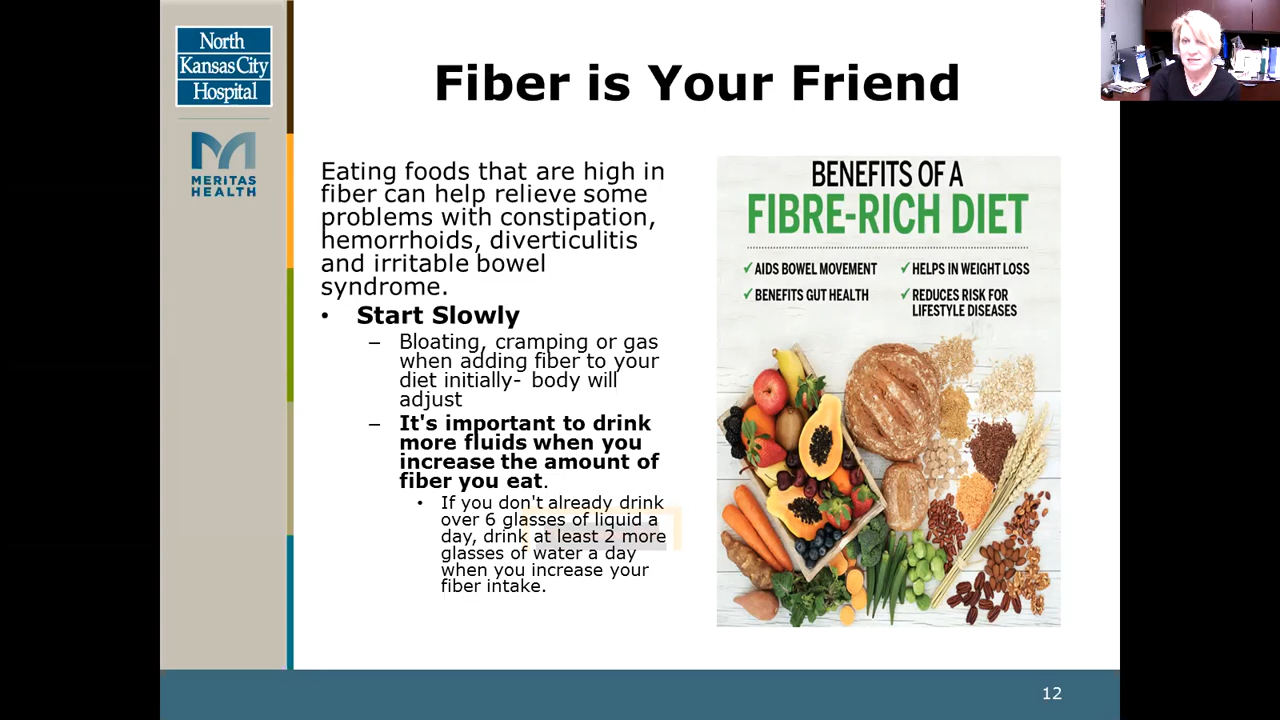 North
Kansas City
Hospital
MERITAS
HEALTH
Fiber is Your Friend
Eating foods that are high in
fiber can help relieve some
problems with constipation,
hemorrhoids, diverticulitis
and irritable bowel
syndrome.
• Start Slowly
– Bloating, cramping or gas
when adding fiber to your
diet initially- body will
adjust
– It's important to drink
more fluids when you
increase the amount of
fiber you eat.
• If you don't already drink
over 6 glasses of liquid a
day, drink at least 2 more
glasses of water a day
when you increase your
fiber intake.
BENEFITS OF A
FIBRE-RICH DIET
✓ AIDS BOWEL MOVEMENT
✓ BENEFITS GUT HEALTH
✓ HELPS IN WEIGHT LOSS
✓ REDUCES RISK FOR
LIFESTYLE DISEASES
12